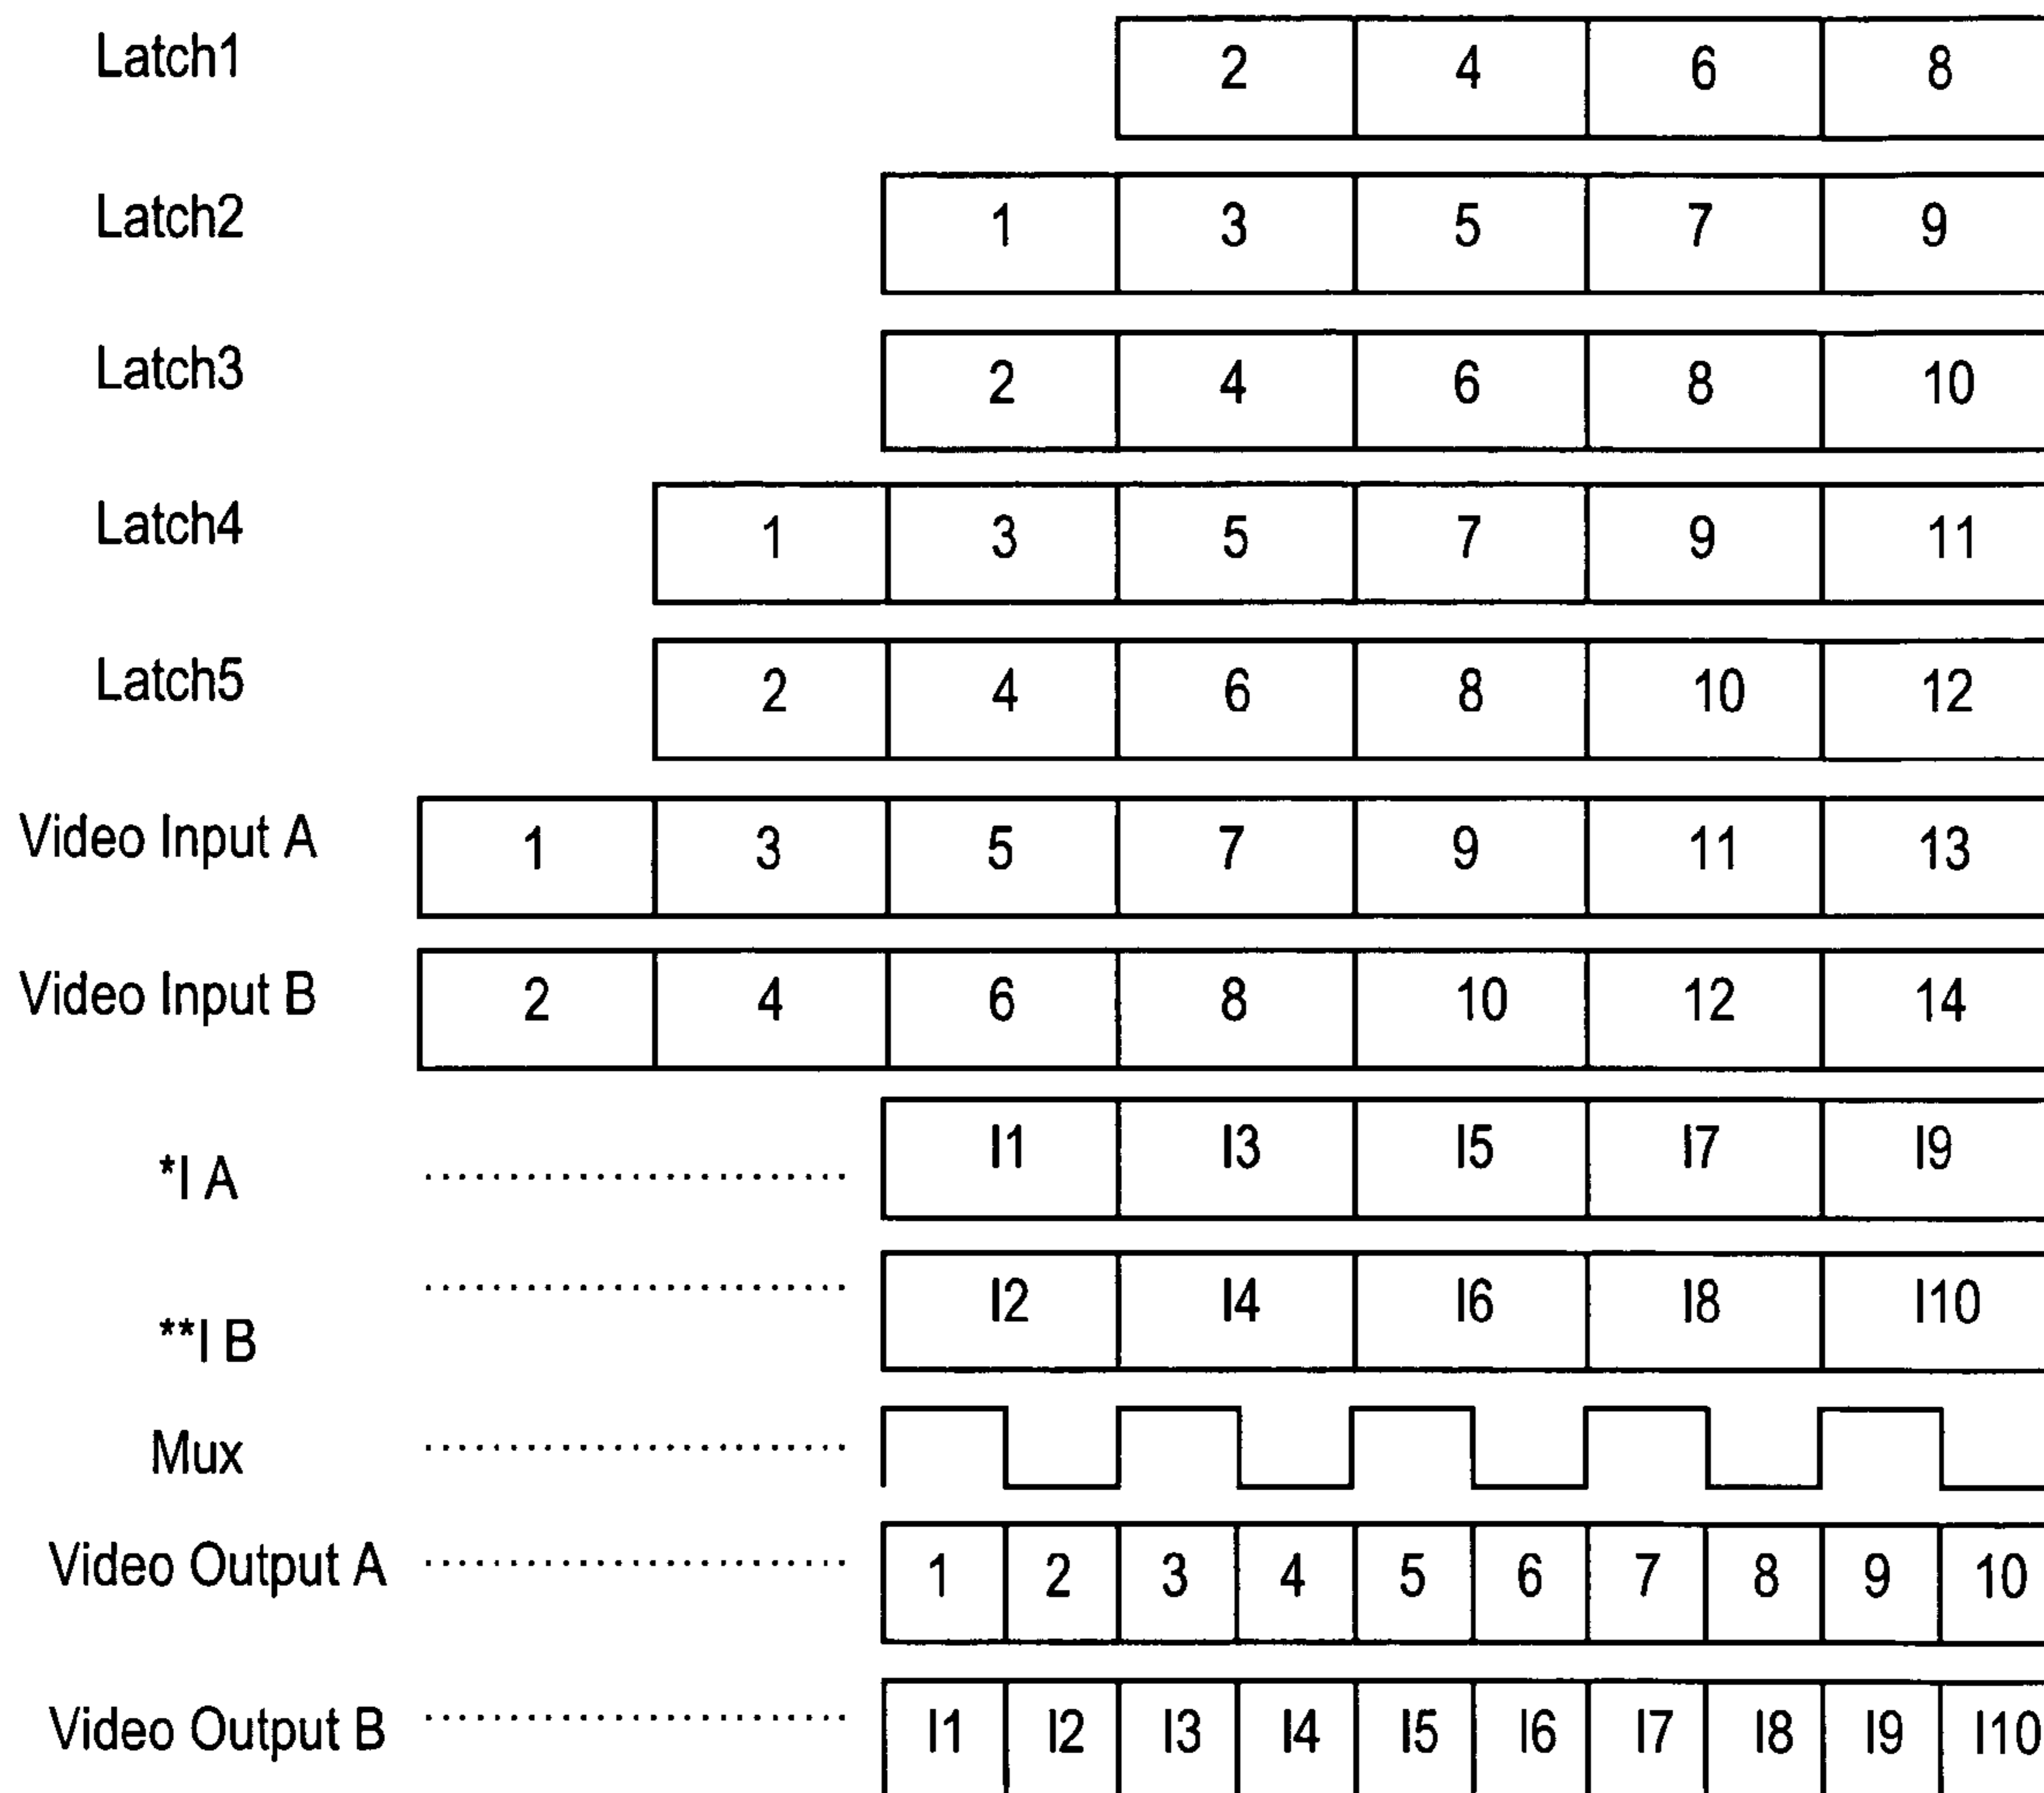 Latch1 2 4 6 8
Latch2 1 3 5 7 9
Latch3 2 4 6 8 10
Latch4 1 3 5 7 9 11
Latch5 2 4 6 8 10 12
Video Input A 1 3 5 7 9 11 13
Video Input B 2 4 6 8 10 12 14
*I A I1 I3 I5 I7 I9
**I B I2 I4 I6 I8 I10
Mux
Video Output A 1 2 3 4 5 6 7 8 9 10
Video Output B I1 I2 I3 I4 I5 I6 I7 I8 I9 I10